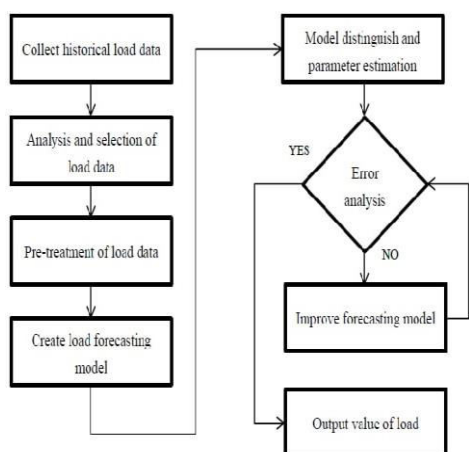 Collect historical load data
Analysis and selection of
load data
Pre-treatment of load data
Create load forecasting
model
Model distinguish and
parameter estimation
YES
Error
analysis
NO
Improve forecasting model
Output value of load